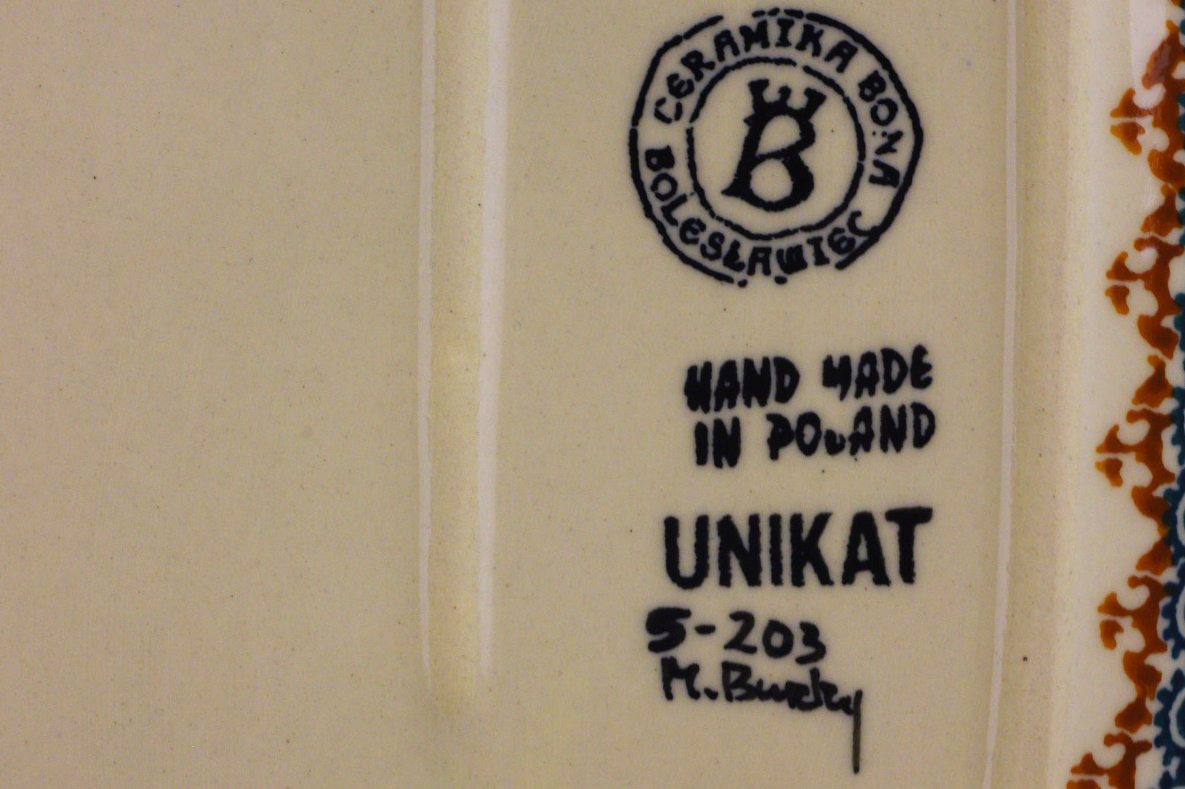 CERAMIKA BONA
BOLESŁAWIEC
B
HAND MADE
IN POLAND
UNIKAT
5-203
M.